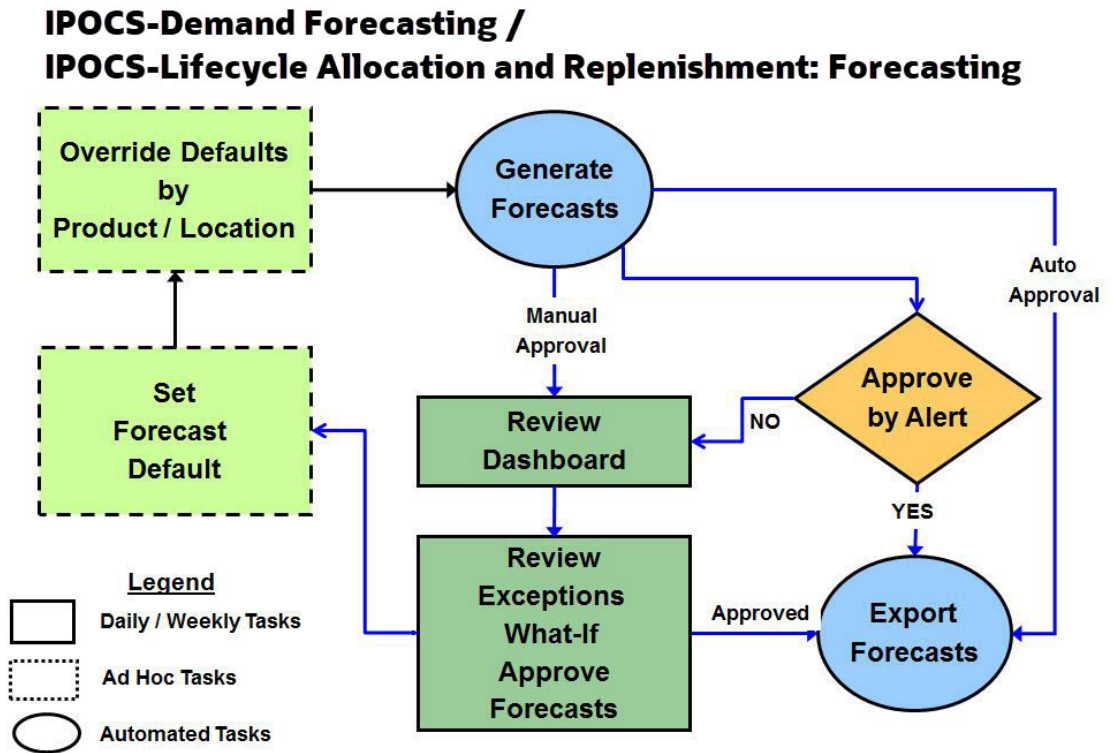 IPOCS-Demand Forecasting /
IPOCS-Lifecycle Allocation and Replenishment: Forecasting
Override Defaults
by
Product / Location
Generate
Forecasts
Auto
Approval
Manual
Approval
Set
Forecast
Default
Approve
by Alert
NO
Review
Dashboard
YES
Review
Exceptions
What-If
Approve
Forecasts
Approved
Export
Forecasts
Legend
Daily / Weekly Tasks
Ad Hoc Tasks
Automated Tasks